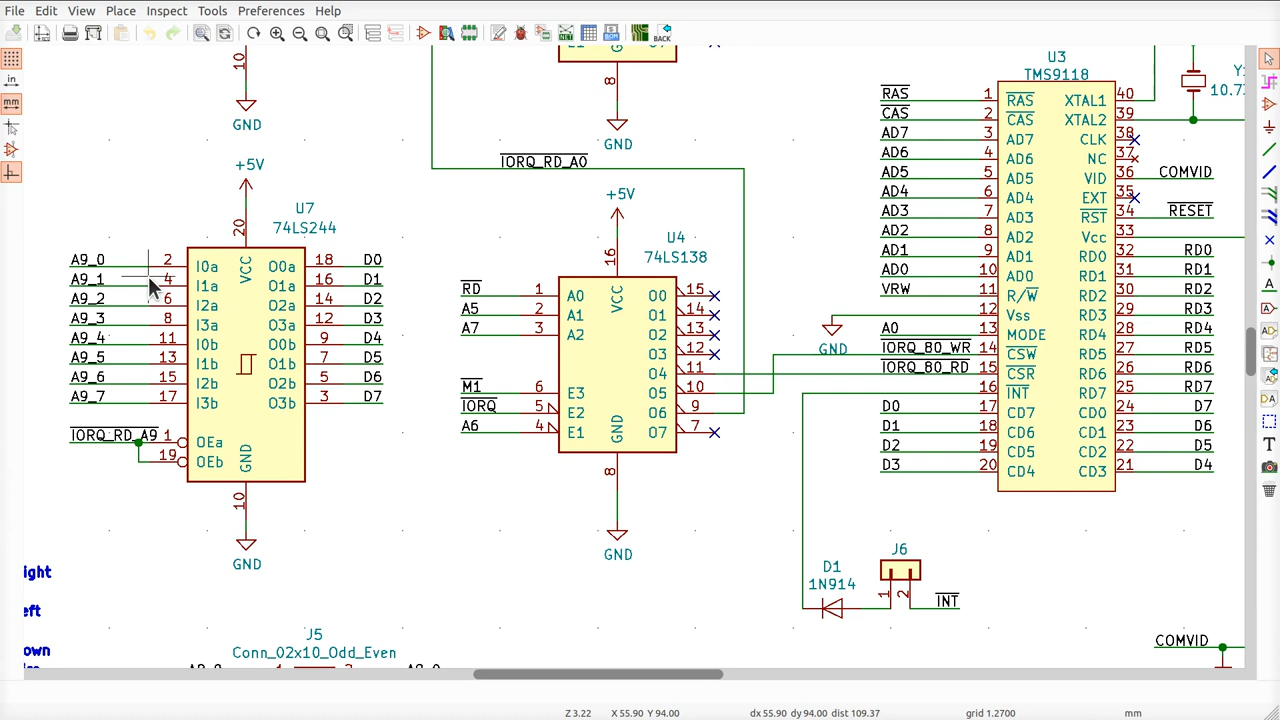 File Edit View Place Inspect Tools Preferences Help
BACK
in
mm
10
GND
+5V
20
U7
74LS244
VCC
A9_0 2 I0a O0a 18 D0
A9_1 4 I1a O1a 16 D1
A9_2 6 I2a O2a 14 D2
A9_3 8 I3a O3a 12 D3
A9_4 11 I0b O0b 9 D4
A9_5 13 I1b O1b 7 D5
A9_6 15 I2b O2b 5 D6
A9_7 17 I3b O3b 3 D7
IORQ_RD_A9 1 OEa
19 OEb
GND
10
GND
8
GND
IORQ_RD_A0
+5V
16
U4
74LS138
VCC
RD 1 A0 O0 15
A5 2 A1 O1 14
A7 3 A2 O2 13
O3 12
O4 11
M1 6 E3 O5 10
IORQ 5 E2 O6 9
A6 4 E1 O7 7
GND
8
GND
U3
TMS9118
RAS 1 RAS XTAL1 40
CAS 2 CAS XTAL2 39
AD7 3 AD7 CLK 38
AD6 4 AD6 NC 37
AD5 5 AD5 VID 36 COMVID
AD4 6 AD4 EXT 35
AD3 7 AD3 RST 34 RESET
AD2 8 AD2 Vcc 33
AD1 9 AD1 RD0 32 RD0
AD0 10 AD0 RD1 31 RD1
VRW 11 R/W RD2 30 RD2
12 Vss RD3 29 RD3
GND
A0 13 MODE RD4 28 RD4
IORQ_80_WR 14 CSW RD5 27 RD5
IORQ_80_RD 15 CSR RD6 26 RD6
16 INT RD7 25 RD7
D0 17 CD7 CD0 24 D7
D1 18 CD6 CD1 23 D6
D2 19 CD5 CD2 22 D5
D3 20 CD4 CD3 21 D4
D1
1N914
J6
1 2
INT
COMVID
J5
Conn_02x10_Odd_Even
Z 3.22 X 55.90 Y 94.00 dx 55.90 dy 94.00 dist 109.37 grid 1.2700 mm